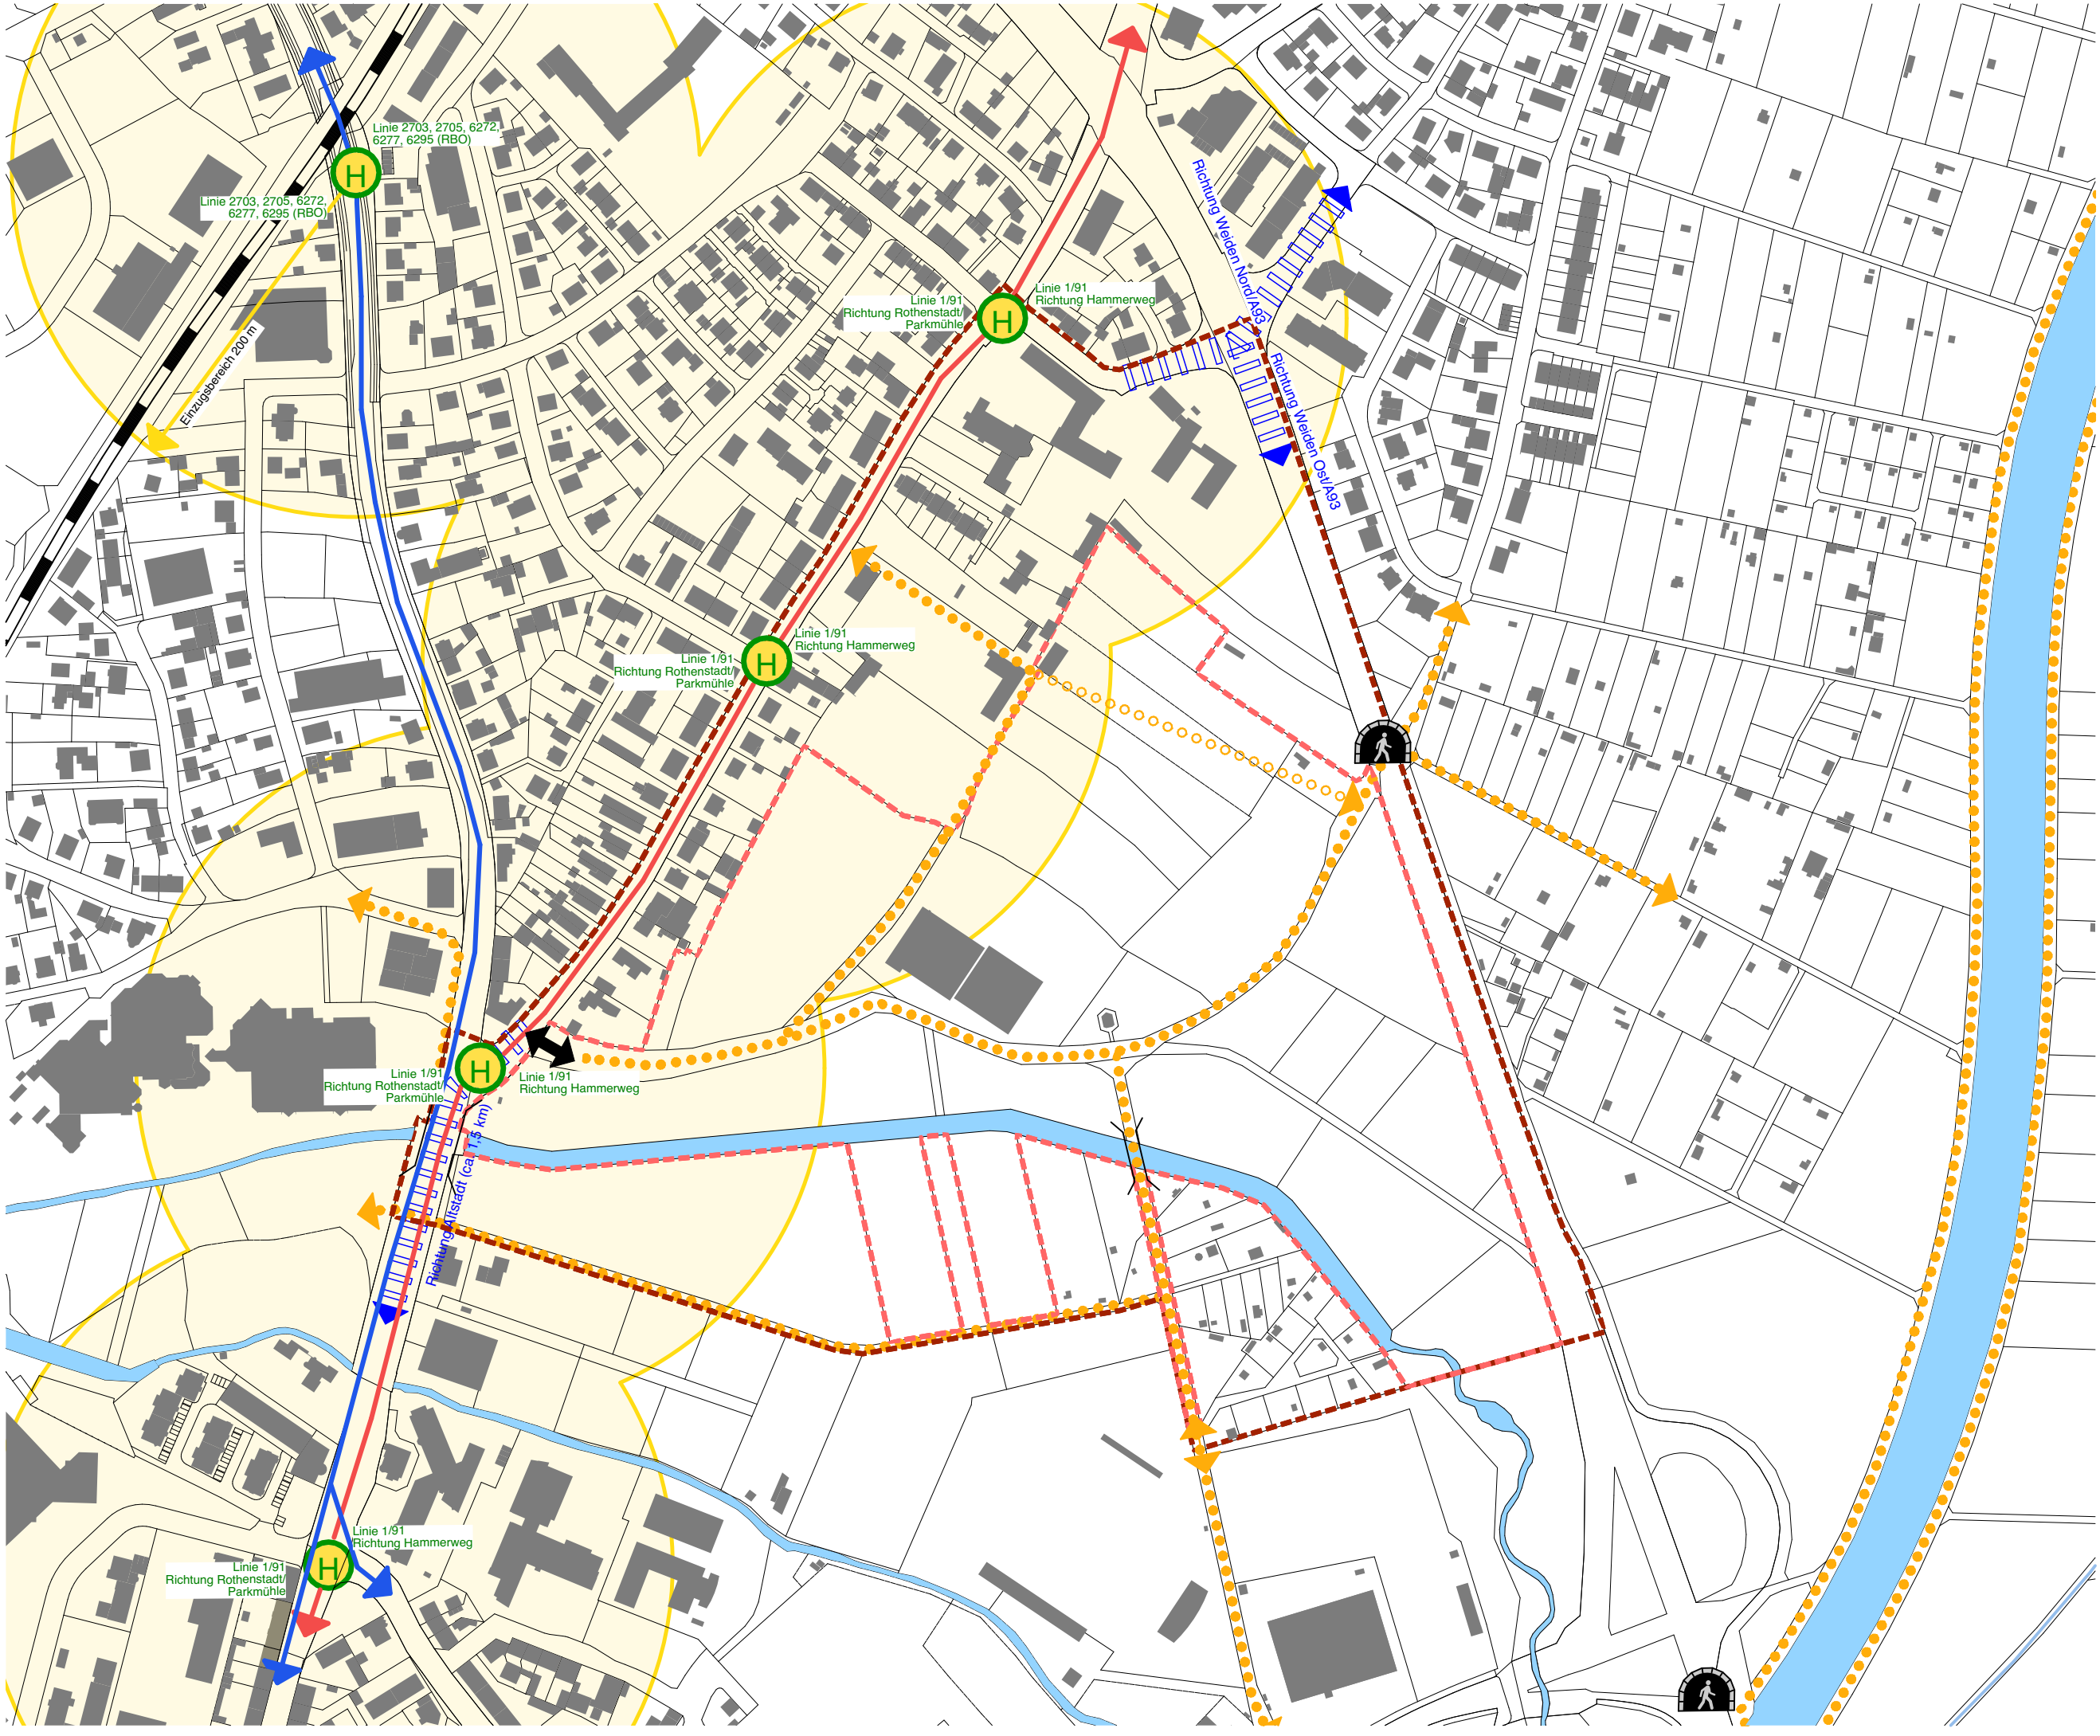 Linie 2703, 2705, 6272,
6277, 6295 (RBO)
H
Linie 2703, 2705, 6272,
6277, 6295 (RBO)
Einzugsbereich 200 m
Richtung Weiden Nord/A93
Linie 1/91
Richtung Hammerweg
Linie 1/91
Richtung Rothenstadt/
Parkmühle
H
Richtung Weiden Ost/A93
Linie 1/91
Richtung Hammerweg
Linie 1/91
Richtung Rothenstadt/
Parkmühle
H
H
Linie 1/91
Richtung Rothenstadt/
Parkmühle
Linie 1/91
Richtung Hammerweg
Richtung Altstadt (ca. 1,5 km)
Linie 1/91
Richtung Hammerweg
H
Linie 1/91
Richtung Rothenstadt/
Parkmühle